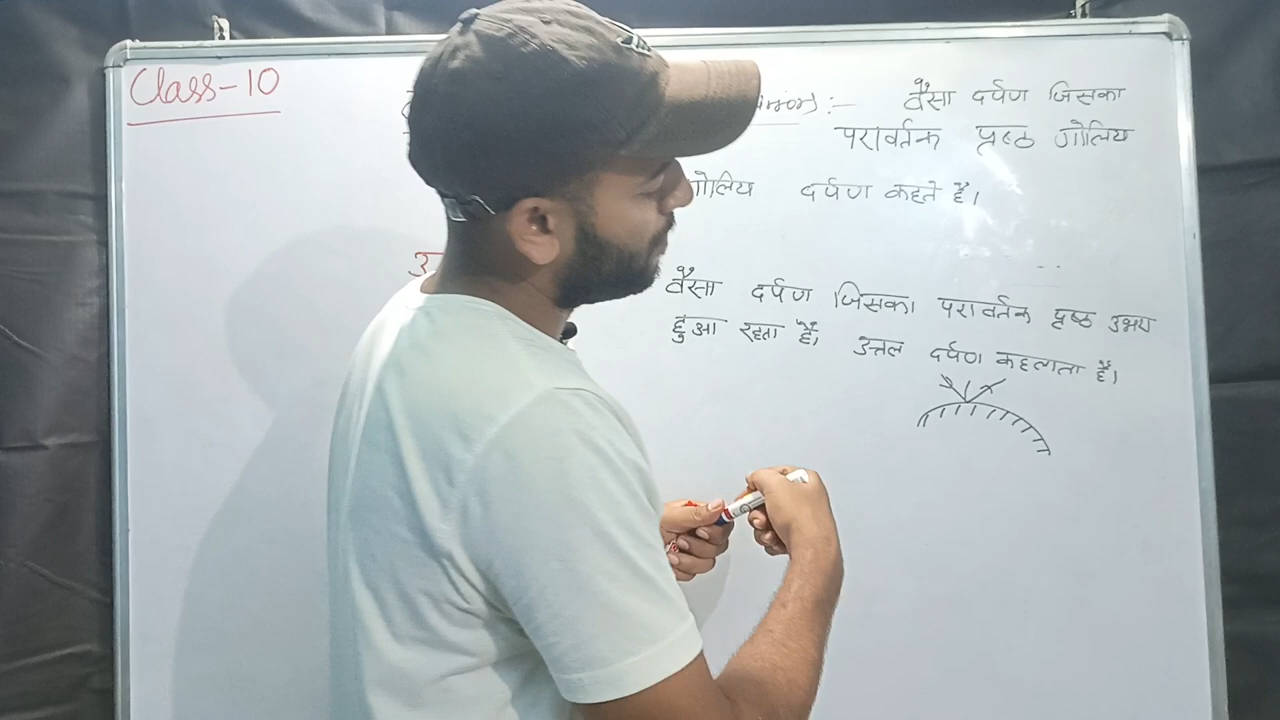 Class-10
:- वैसा दर्पण जिसका
परावर्तक पृष्ठ गोलिय
गोलिय दर्पण कहते है।
वैसा दर्पण जिसका परावर्तक पृष्ठ उभरा
हुआ रहता है। उत्तल दर्पण कहलाता है।